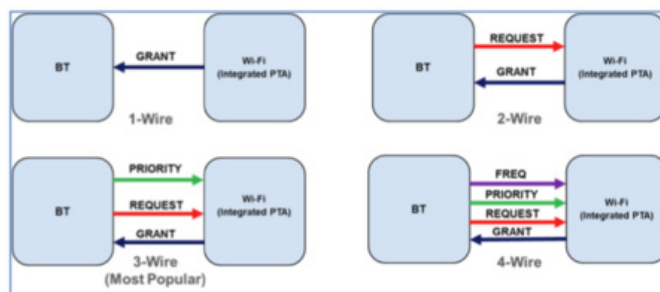 BT
GRANT
Wi-Fi
(Integrated PTA)
1-Wire
BT
REQUEST
GRANT
Wi-Fi
(Integrated PTA)
2-Wire
BT
PRIORITY
REQUEST
GRANT
Wi-Fi
(Integrated PTA)
3-Wire
(Most Popular)
BT
FREQ
PRIORITY
REQUEST
GRANT
Wi-Fi
(Integrated PTA)
4-Wire